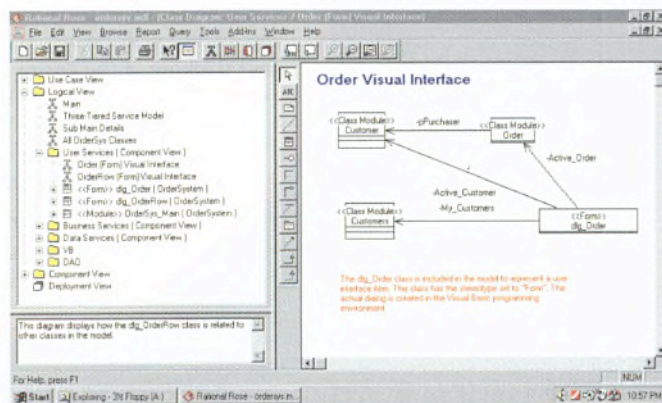 Rational Rose - ordersys.mdl - [Class Diagram: User Services / Order (Form) Visual Interface]
File Edit View Browse Report Query Tools Add-Ins Window Help
ABC
Use Case View
Logical View
Main
Three-Tiered Service Model
Sub Main Details
All OrderSys Classes
User Services (Component View)
Order (Form) Visual Interface
OrderFlow (Form) Visual Interface
<<Form>> dlg_Order (OrderSystem)
<<Form>> dlg_OrderFlow (OrderSystem)
<<Module>> OrderSys_Main (OrderSystem)
Business Services (Component View)
Data Services (Component View)
VB
DAO
Component View
Deployment View
This diagram displays how the dlg_OrderFlow class is related to
other classes in the model.
Order Visual Interface
<<Class Module>>
Customer
-pPurchaser
<<Class Module>>
Order
-Active_Order
-Active_Customer
-My_Customers
<<Class Module>>
Customers
<<Form>>
dlg_Order
The dlg_Order class is included in the model to represent a user
interface item. The class has the stereotype set to "Form". The
actual dialog is created in the Visual Basic programming
environment.
For Help, press F1
NUM
Start
Exploring - 3½ Floppy (A:)
Rational Rose - ordersys.m...
10:57 PM